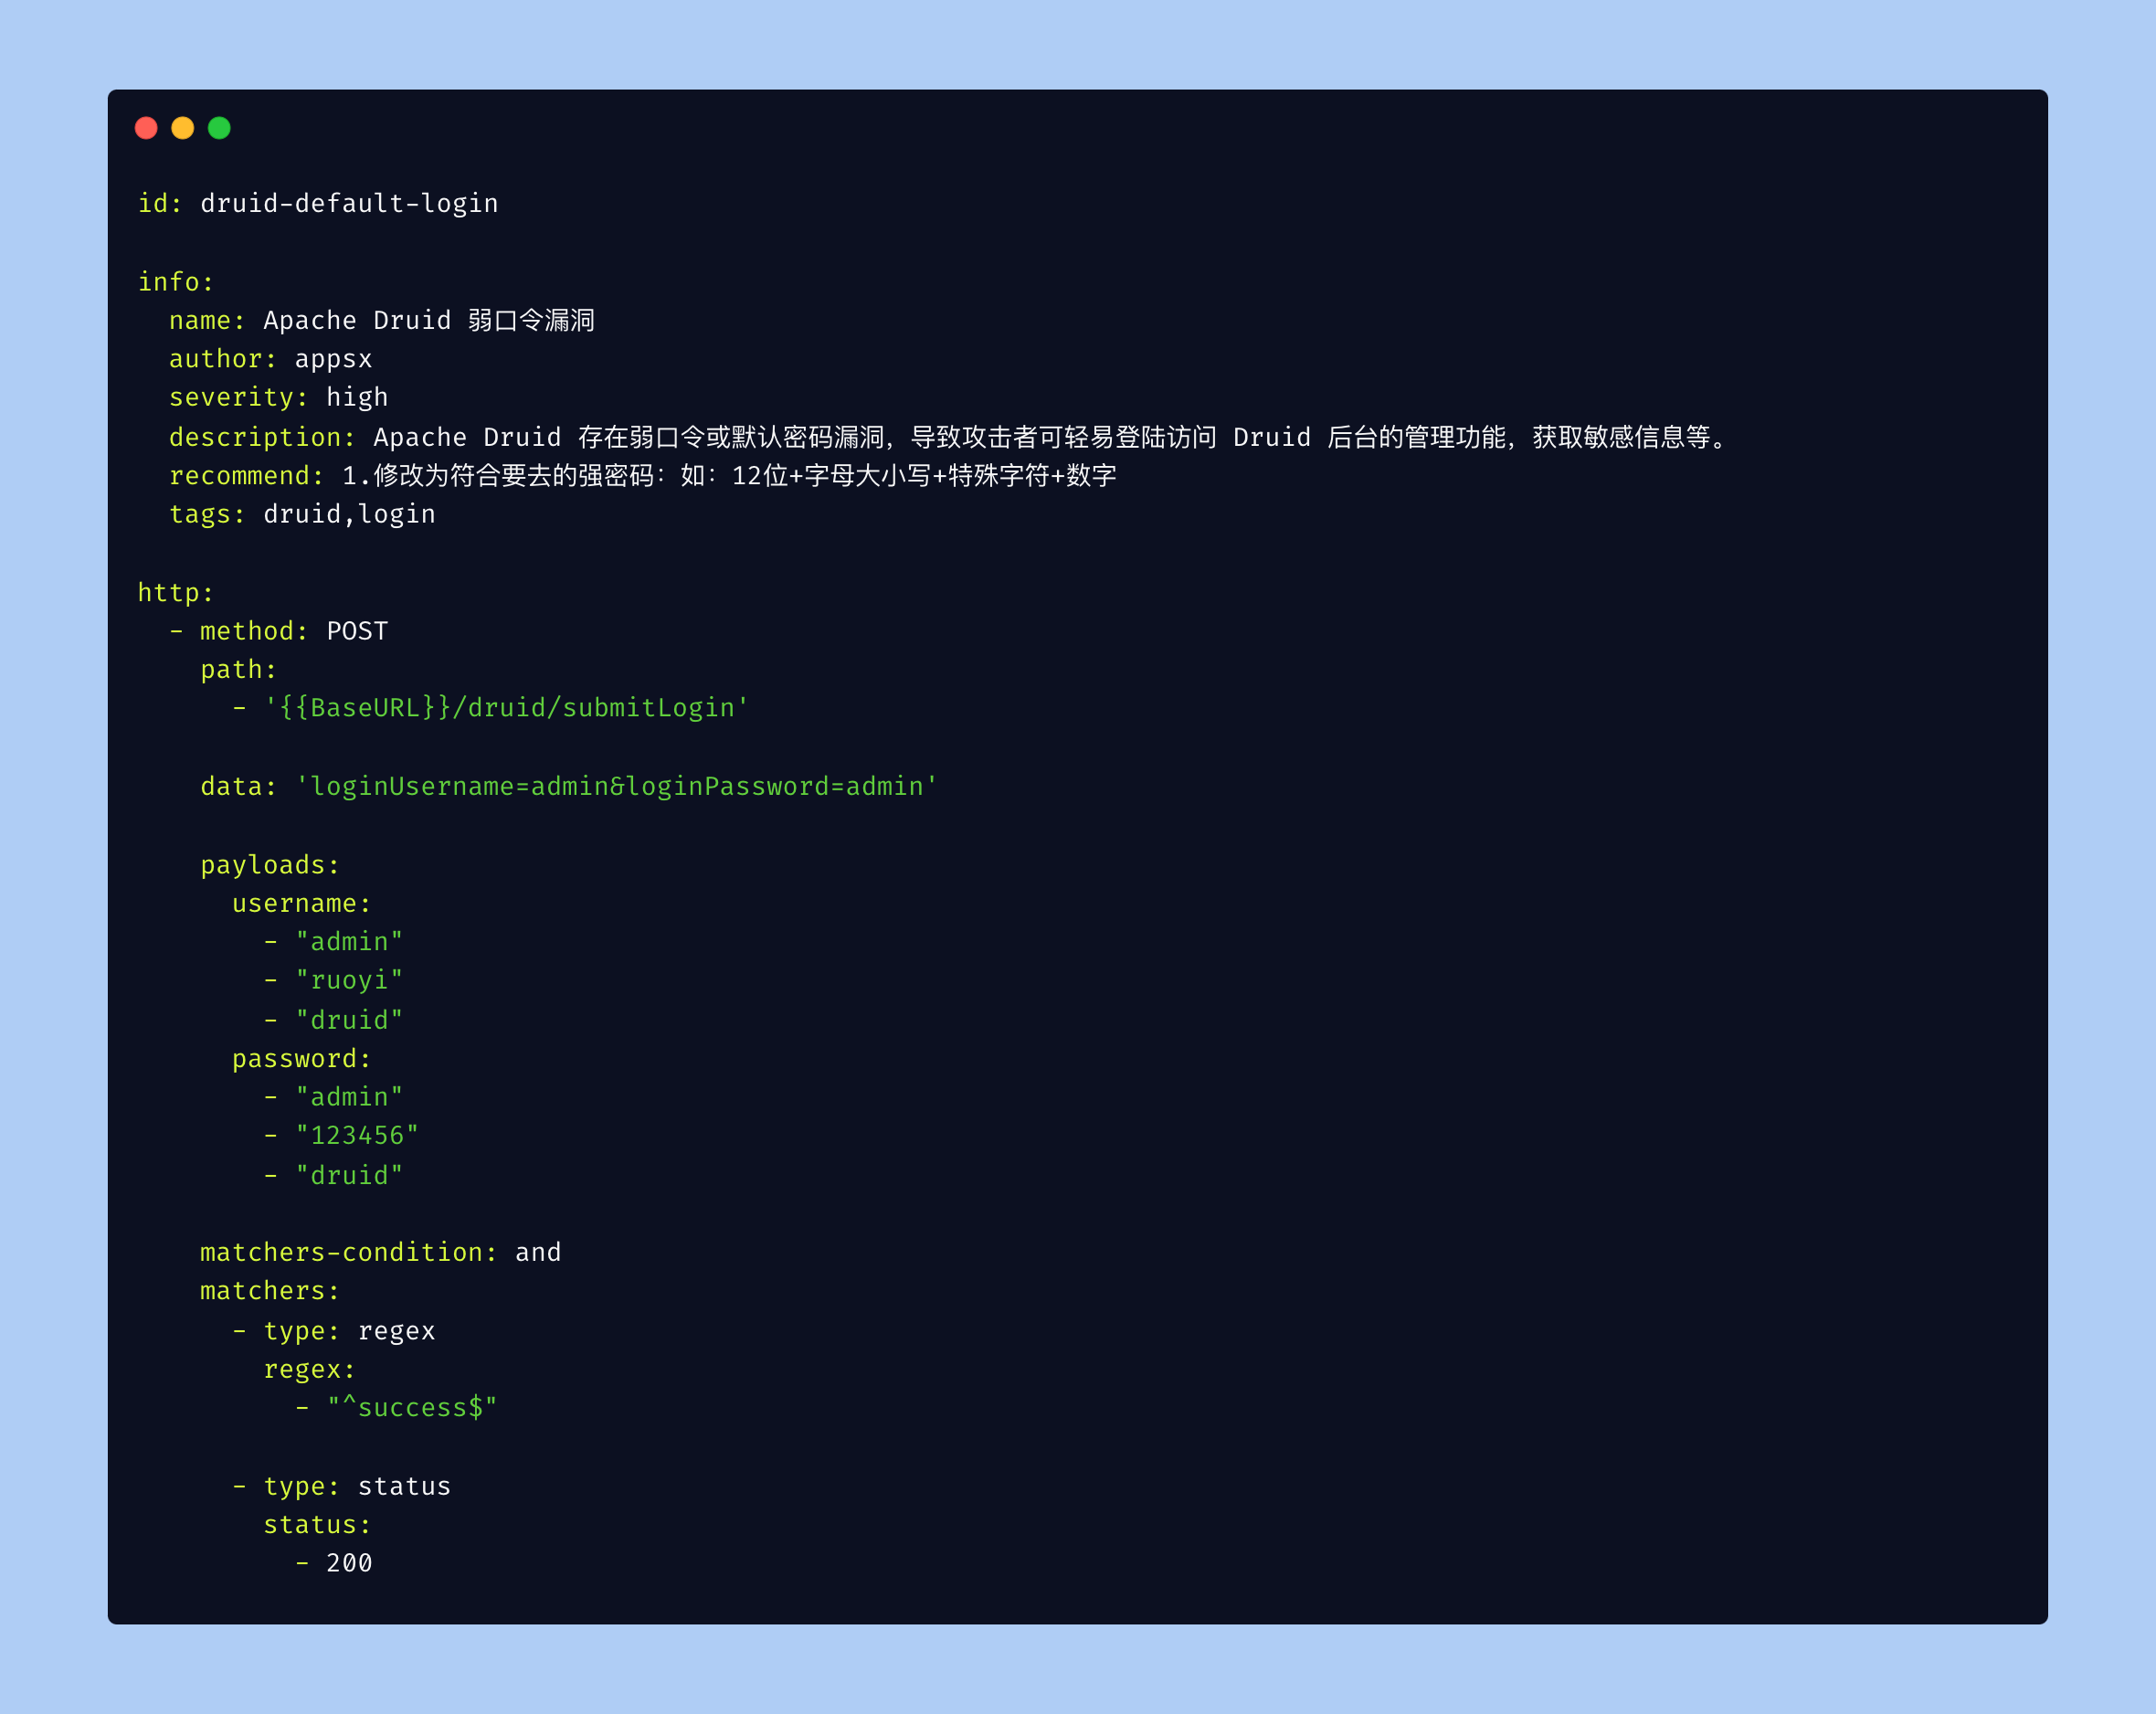 id: druid-default-login

info:
  name: Apache Druid 弱口令漏洞
  author: appsx
  severity: high
  description: Apache Druid 存在弱口令或默认密码漏洞，导致攻击者可轻易登陆访问 Druid 后台的管理功能，获取敏感信息等。
  recommend: 1.修改为符合要去的强密码：如：12位+字母大小写+特殊字符+数字
  tags: druid,login

http:
  - method: POST
    path:
      - '{{BaseURL}}/druid/submitLogin'

    data: 'loginUsername=admin&loginPassword=admin'

    payloads:
      username:
        - "admin"
        - "ruoyi"
        - "druid"
      password:
        - "admin"
        - "123456"
        - "druid"

    matchers-condition: and
    matchers:
      - type: regex
        regex:
          - "^success$"

      - type: status
        status:
          - 200